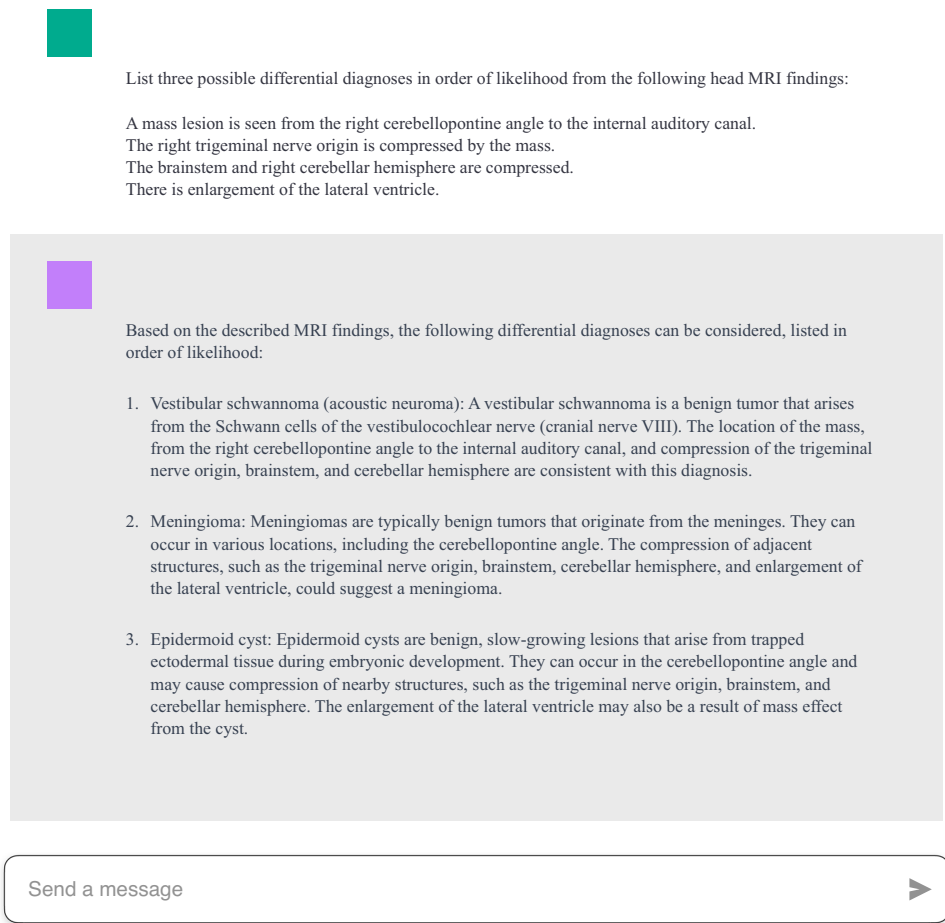 List three possible differential diagnoses in order of likelihood from the following head MRI findings:
A mass lesion is seen from the right cerebellopontine angle to the internal auditory canal.
The right trigeminal nerve origin is compressed by the mass.
The brainstem and right cerebellar hemisphere are compressed.
There is enlargement of the lateral ventricle.
Based on the described MRI findings, the following differential diagnoses can be considered, listed in
order of likelihood:
1. Vestibular schwannoma (acoustic neuroma): A vestibular schwannoma is a benign tumor that arises
from the Schwann cells of the vestibulocochlear nerve (cranial nerve VIII). The location of the mass,
from the right cerebellopontine angle to the internal auditory canal, and compression of the trigeminal
nerve origin, brainstem, and cerebellar hemisphere are consistent with this diagnosis.
2. Meningioma: Meningiomas are typically benign tumors that originate from the meninges. They can
occur in various locations, including the cerebellopontine angle. The compression of adjacent
structures, such as the trigeminal nerve origin, brainstem, cerebellar hemisphere, and enlargement of
the lateral ventricle, could suggest a meningioma.
3. Epidermoid cyst: Epidermoid cysts are benign, slow-growing lesions that arise from trapped
ectodermal tissue during embryonic development. They can occur in the cerebellopontine angle and
may cause compression of nearby structures, such as the trigeminal nerve origin, brainstem, and
cerebellar hemisphere. The enlargement of the lateral ventricle may also be a result of mass effect
from the cyst.
Send a message